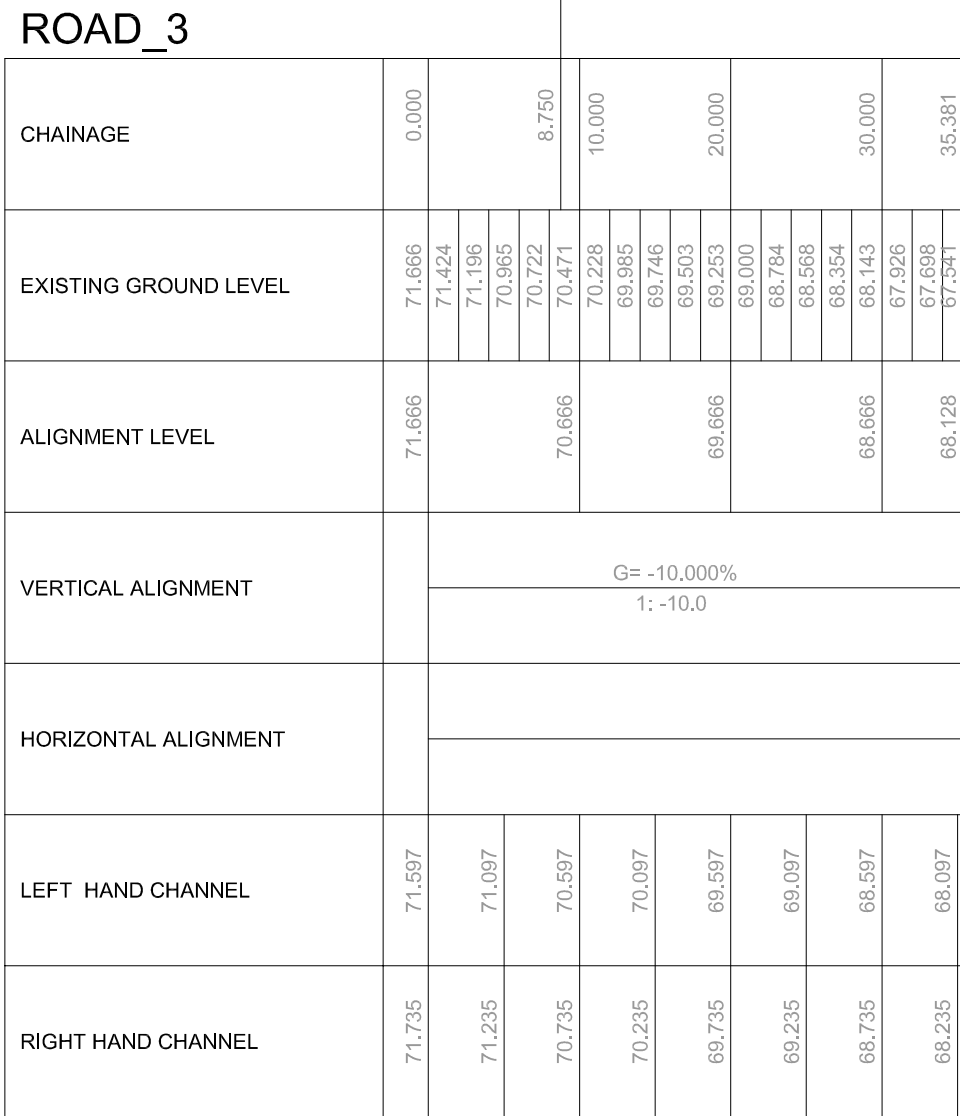 ROAD_3
CHAINAGE 0.000 8.750 10.000 20.000 30.000 35.381
EXISTING GROUND LEVEL 71.666 71.424 71.196 70.965 70.722 70.471 70.228 69.985 69.746 69.503 69.253 69.000 68.784 68.568 68.354 68.143 67.926 67.698 67.541
ALIGNMENT LEVEL 71.666 70.666 69.666 68.666 68.128
VERTICAL ALIGNMENT
G= -10.000%
1: -10.0
HORIZONTAL ALIGNMENT
LEFT HAND CHANNEL 71.597 71.097 70.597 70.097 69.597 69.097 68.597 68.097
RIGHT HAND CHANNEL 71.735 71.235 70.735 70.235 69.735 69.235 68.735 68.235